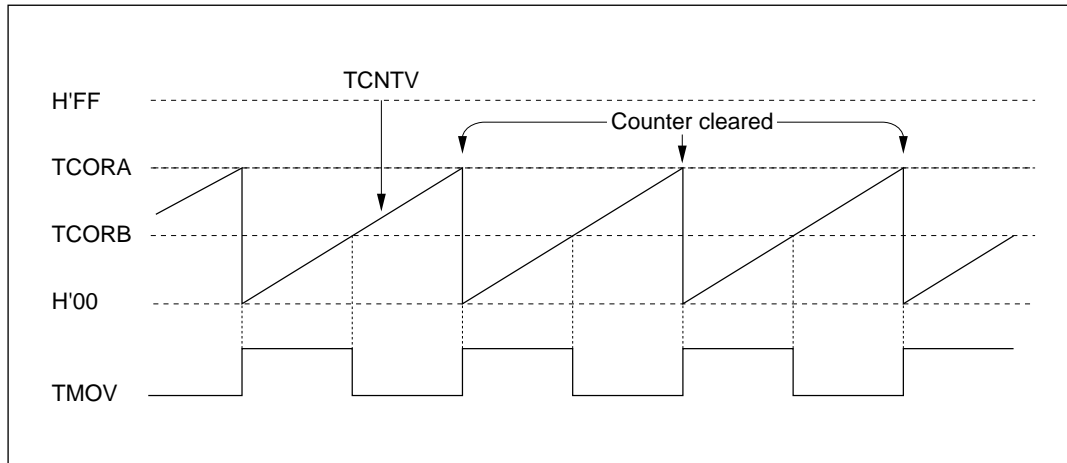 TCNTV
H'FF
Counter cleared
TCORA
TCORB
H'00
TMOV